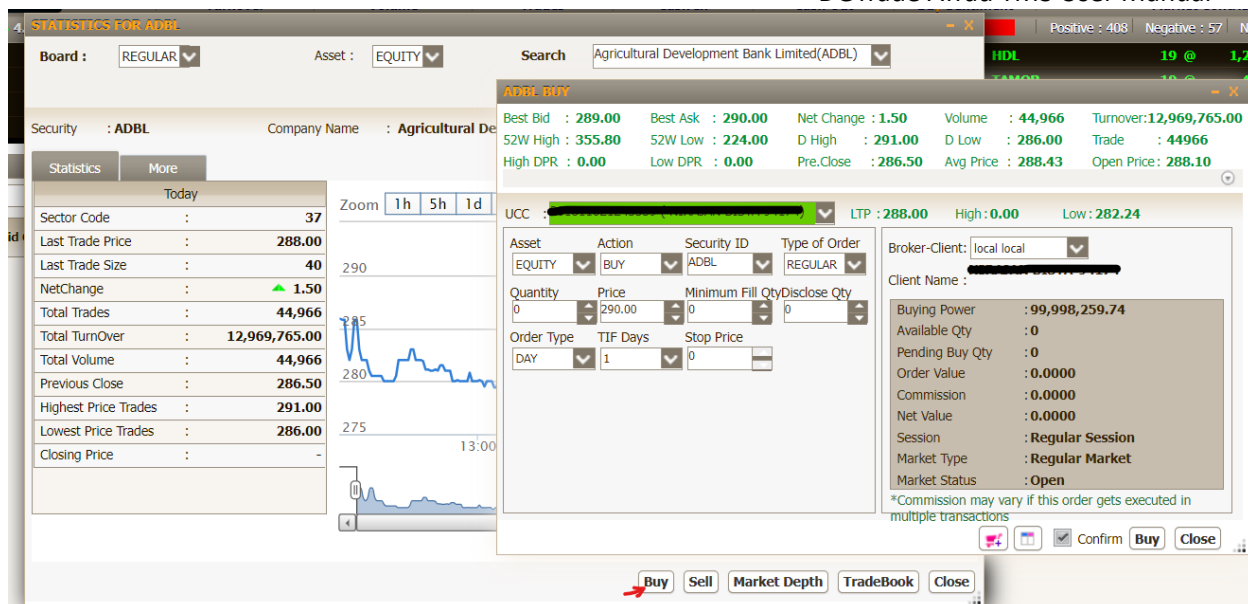 STATISTICS FOR ADBL
Board : REGULAR Asset : EQUITY Search Agricultural Development Bank Limited(ADBL)
Positive : 408 Negative : 57
HDL 19 @
TAMOR 19 @
Security : ADBL Company Name : Agricultural De
Statistics More
Today
Sector Code : 37
Last Trade Price : 288.00
Last Trade Size : 40
NetChange : 1.50
Total Trades : 44,966
Total TurnOver : 12,969,765.00
Total Volume : 44,966
Previous Close : 286.50
Highest Price Trades : 291.00
Lowest Price Trades : 286.00
Closing Price : -
Zoom 1h 5h 1d
290
285
280
275
13:00
ADBL BUY
Best Bid : 289.00 Best Ask : 290.00 Net Change : 1.50 Volume : 44,966 Turnover:12,969,765.00
52W High : 355.80 52W Low : 224.00 D High : 291.00 D Low : 286.00 Trade : 44966
High DPR : 0.00 Low DPR : 0.00 Pre.Close : 286.50 Avg Price : 288.43 Open Price : 288.10
UCC : LTP : 288.00 High : 0.00 Low : 282.24
Asset Action Security ID Type of Order
EQUITY BUY ADBL REGULAR
Quantity Price Minimum Fill Qty Disclose Qty
0 290.00 0 0
Order Type TIF Days Stop Price
DAY 1 0
Broker-Client: local local
Client Name :
Buying Power : 99,998,259.74
Available Qty : 0
Pending Buy Qty : 0
Order Value : 0.0000
Commission : 0.0000
Net Value : 0.0000
Session : Regular Session
Market Type : Regular Market
Market Status : Open
*Commission may vary if this order gets executed in
multiple transactions
Confirm Buy Close
Buy Sell Market Depth TradeBook Close